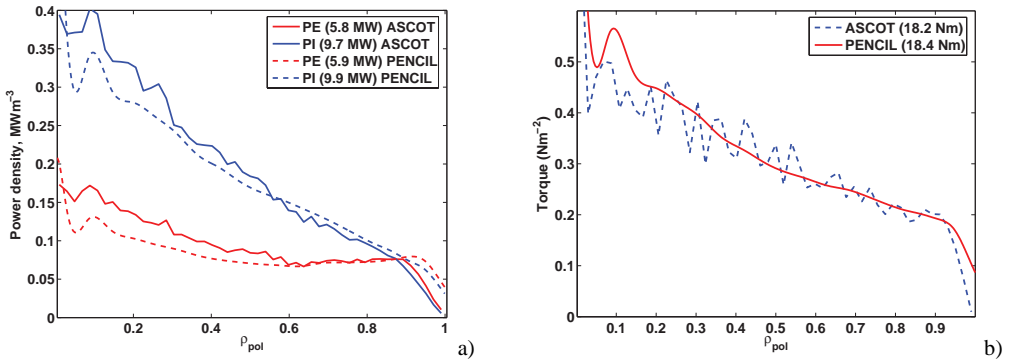 0.4
0.35
0.3
0.25
0.2
0.15
0.1
0.05
0
Power density, MWm⁻³
PE (5.8 MW) ASCOT
PI (9.7 MW) ASCOT
PE (5.9 MW) PENCIL
PI (9.9 MW) PENCIL
0.2 0.4 0.6 0.8 1
ρpol
a)
0.5
0.4
0.3
0.2
0.1
0
Torque (Nm⁻²)
ASCOT (18.2 Nm)
PENCIL (18.4 Nm)
0.1 0.2 0.3 0.4 0.5 0.6 0.7 0.8 0.9
ρpol
b)